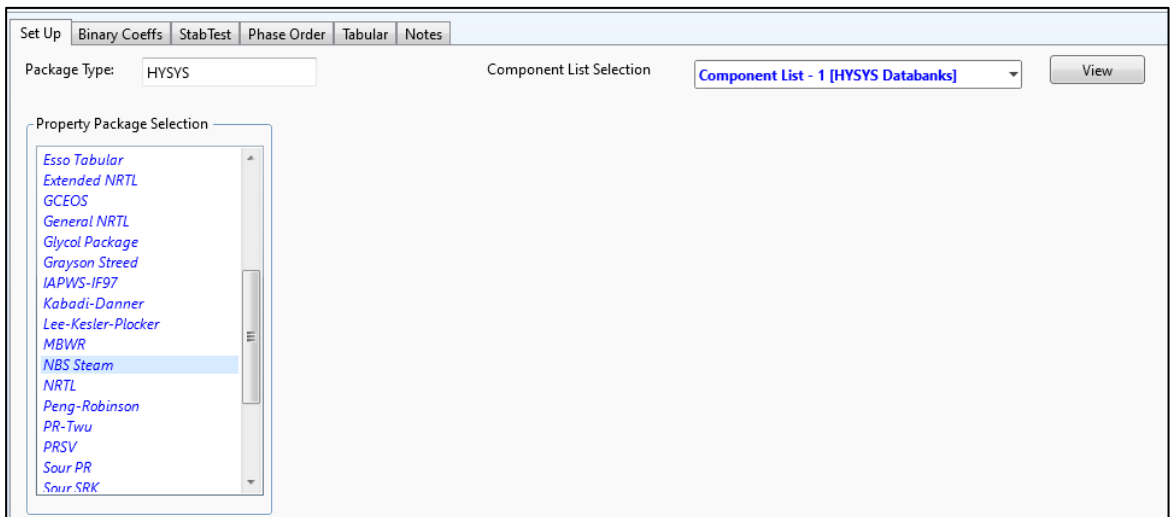 Set Up Binary Coeffs StabTest Phase Order Tabular Notes
Package Type: HYSYS Component List Selection Component List - 1 [HYSYS Databanks] View
Property Package Selection
Esso Tabular
Extended NRTL
GCEOS
General NRTL
Glycol Package
Grayson Streed
IAPWS-IF97
Kabadi-Danner
Lee-Kesler-Plocker
MBWR
NBS Steam
NRTL
Peng-Robinson
PR-Twu
PRSV
Sour PR
Sour SRK